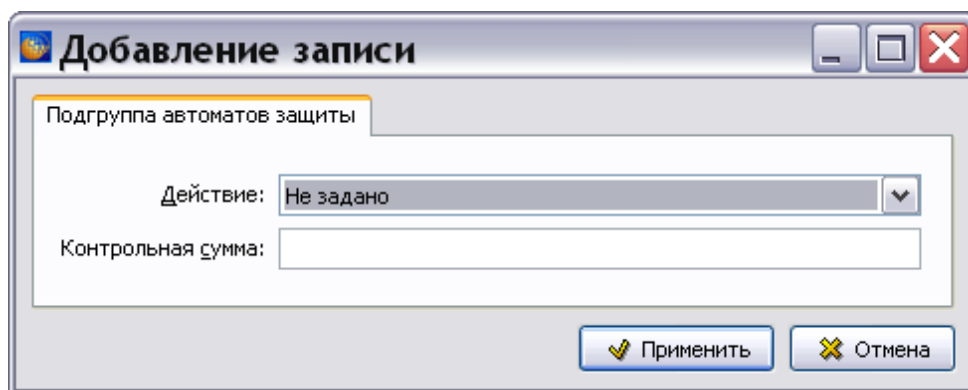 Добавление записи
Подгруппа автоматов защиты
Действие: Не задано
Контрольная сумма:
Применить Отмена